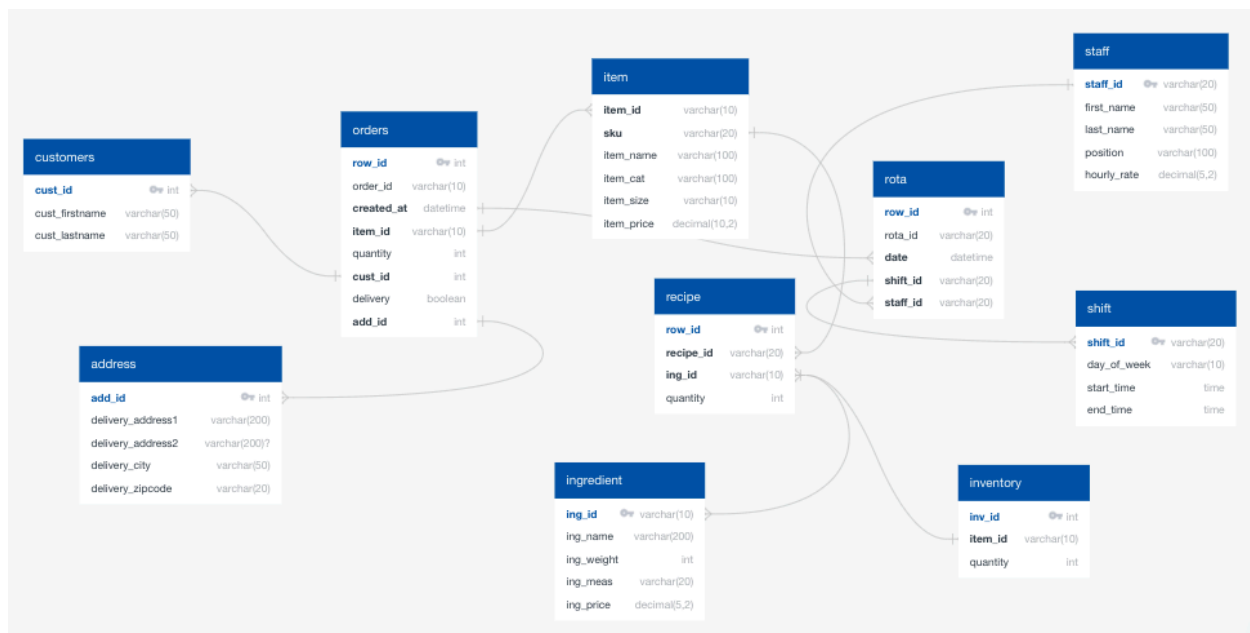 customers
cust_id int
cust_firstname varchar(50)
cust_lastname varchar(50)
orders
row_id int
order_id varchar(10)
created_at datetime
item_id varchar(10)
quantity int
cust_id int
delivery boolean
add_id int
address
add_id int
delivery_address1 varchar(200)
delivery_address2 varchar(200)?
delivery_city varchar(50)
delivery_zipcode varchar(20)
item
item_id varchar(10)
sku varchar(20)
item_name varchar(100)
item_cat varchar(100)
item_size varchar(10)
item_price decimal(10,2)
recipe
row_id int
recipe_id varchar(20)
ing_id varchar(10)
quantity int
ingredient
ing_id varchar(10)
ing_name varchar(200)
ing_weight int
ing_meas varchar(20)
ing_price decimal(5,2)
rota
row_id int
rota_id varchar(20)
date datetime
shift_id varchar(20)
staff_id varchar(20)
inventory
inv_id int
item_id varchar(10)
quantity int
staff
staff_id varchar(20)
first_name varchar(50)
last_name varchar(50)
position varchar(100)
hourly_rate decimal(5,2)
shift
shift_id varchar(20)
day_of_week varchar(10)
start_time time
end_time time